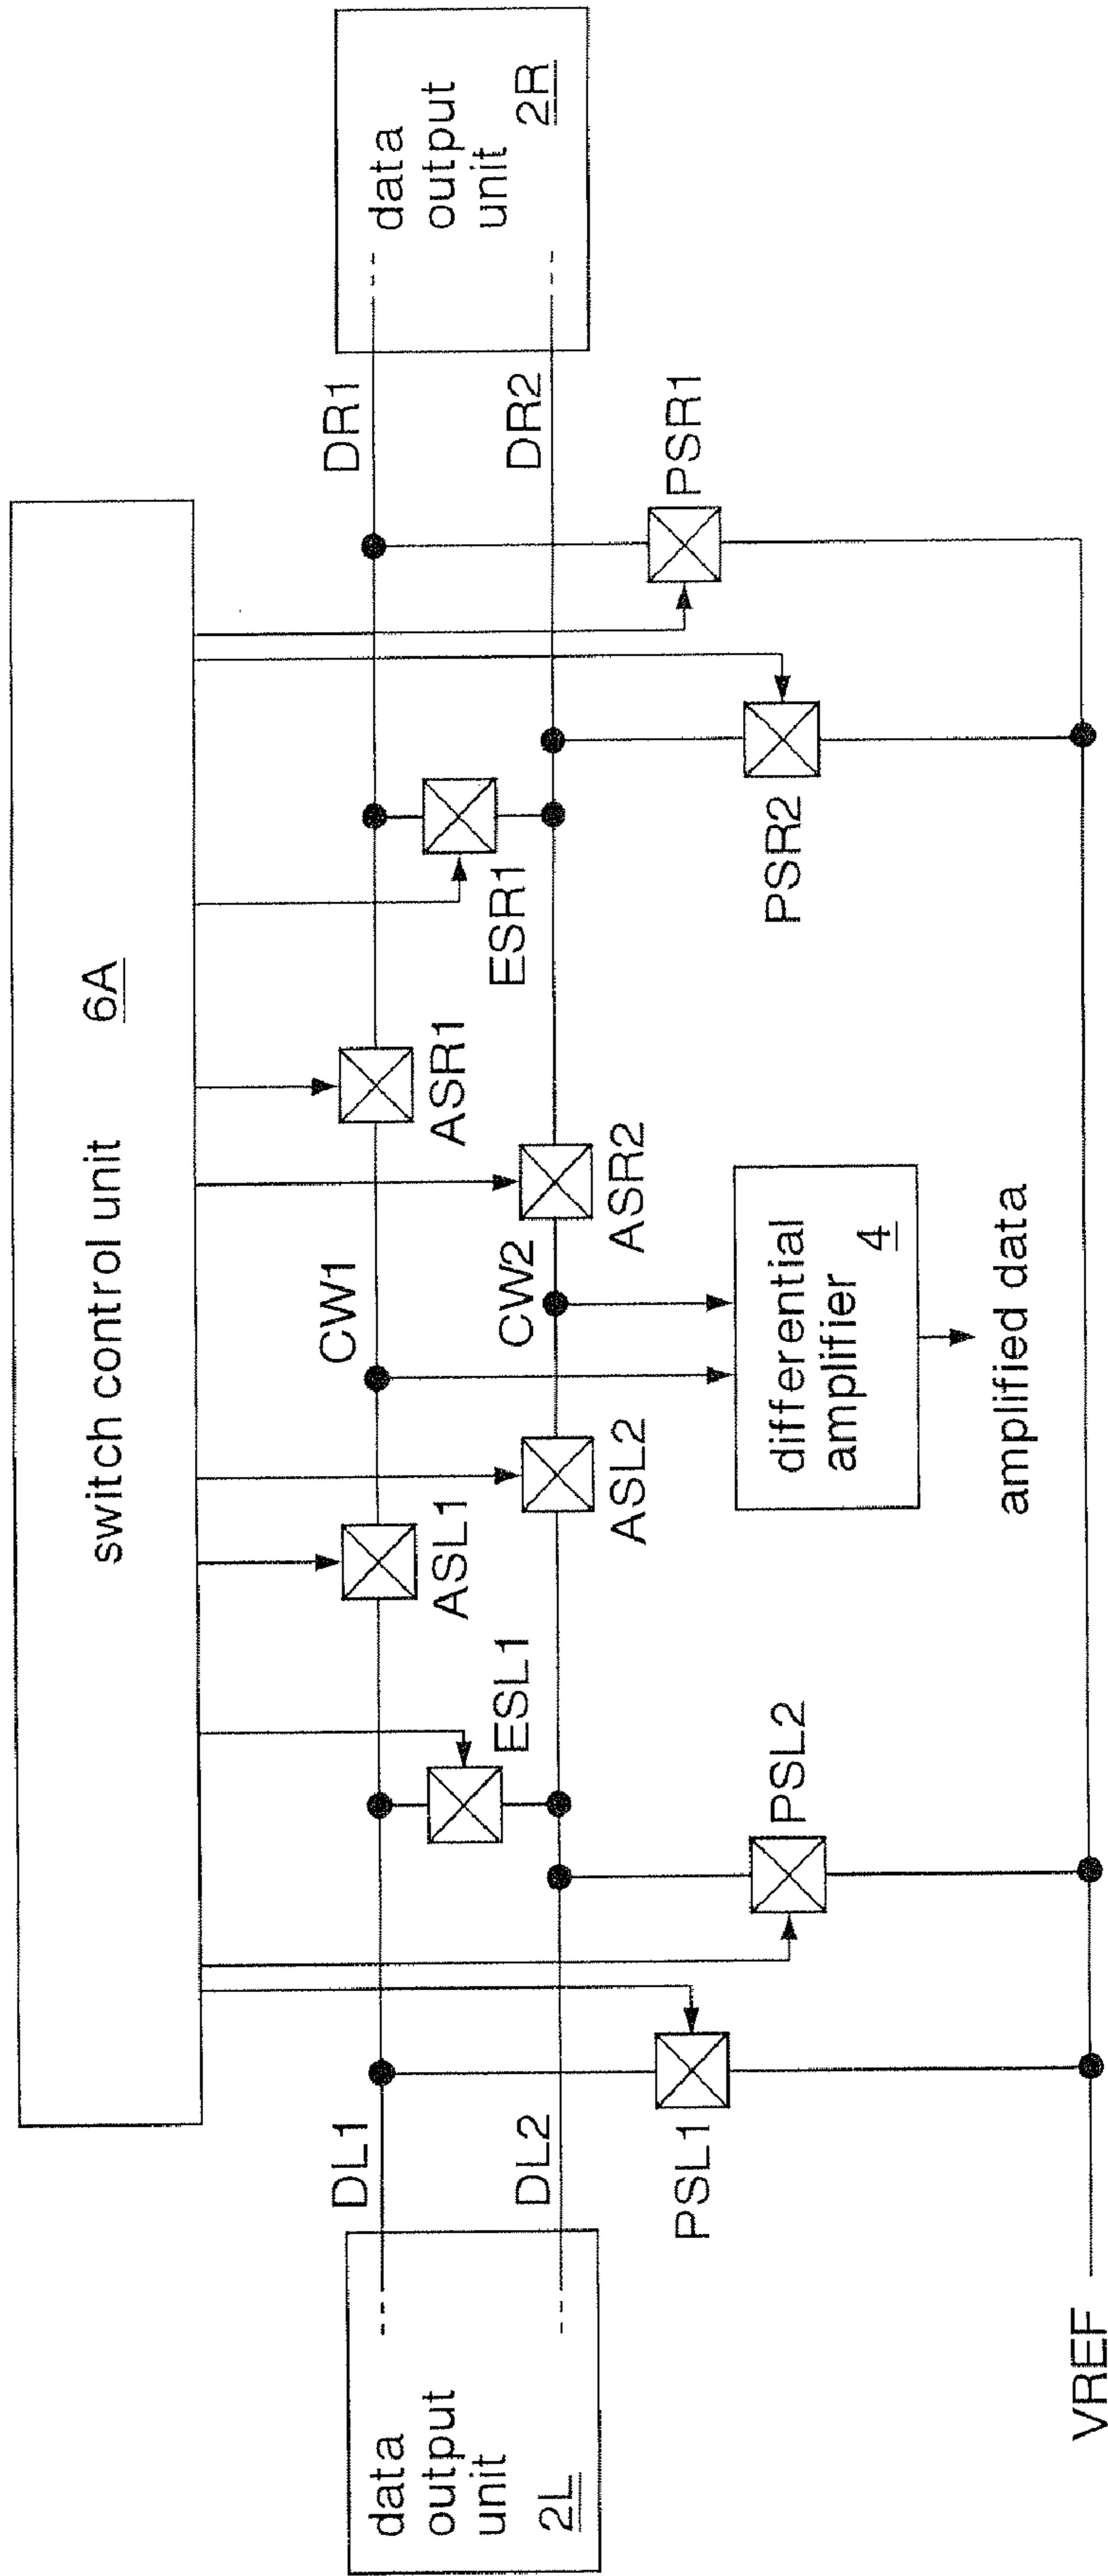 switch control unit 6A
data
output
unit
2L
DL1
DL2
PSL1
PSL2
ESL1
ASL1
ASL2
CW1
CW2
ASR1
ASR2
ESR1
PSR2
PSR1
DR1
DR2
data
output
unit
2R
differential
amplifier 4
amplified data
VREF